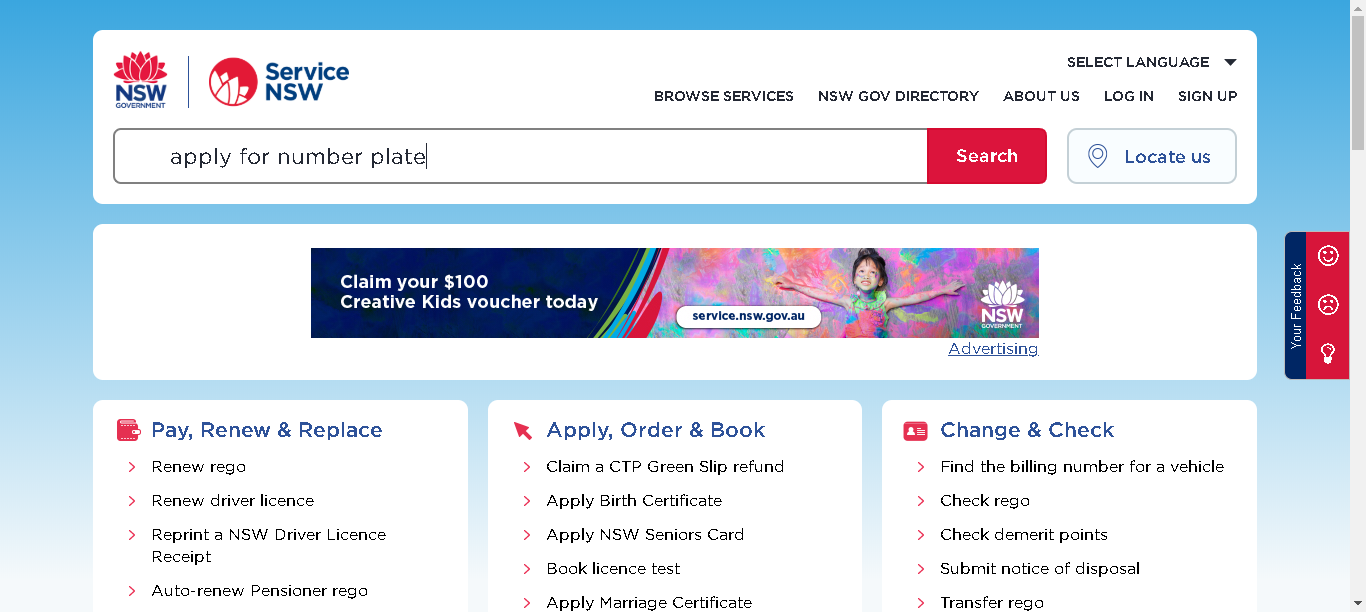 SELECT LANGUAGE
NSW
GOVERNMENT
Service
NSW
BROWSE SERVICES NSW GOV DIRECTORY ABOUT US LOG IN SIGN UP
apply for number plate
Search
Locate us
Claim your $100
Creative Kids voucher today
service.nsw.gov.au
NSW
GOVERNMENT
Advertising
Your Feedback
Pay, Renew & Replace
Renew rego
Renew driver licence
Reprint a NSW Driver Licence
Receipt
Auto-renew Pensioner rego
Apply, Order & Book
Claim a CTP Green Slip refund
Apply Birth Certificate
Apply NSW Seniors Card
Book licence test
Apply Marriage Certificate
Change & Check
Find the billing number for a vehicle
Check rego
Check demerit points
Submit notice of disposal
Transfer rego